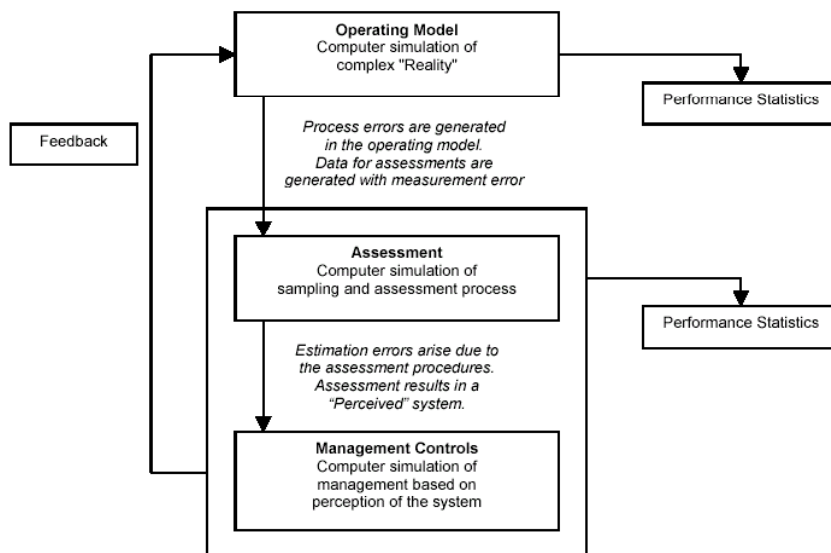 Operating Model
Computer simulation of
complex "Reality"
Performance Statistics
Feedback
Process errors are generated
in the operating model.
Data for assessments are
generated with measurement error
Assessment
Computer simulation of
sampling and assessment process
Performance Statistics
Estimation errors arise due to
the assessment procedures.
Assessment results in a
“Perceived” system.
Management Controls
Computer simulation of
management based on
perception of the system